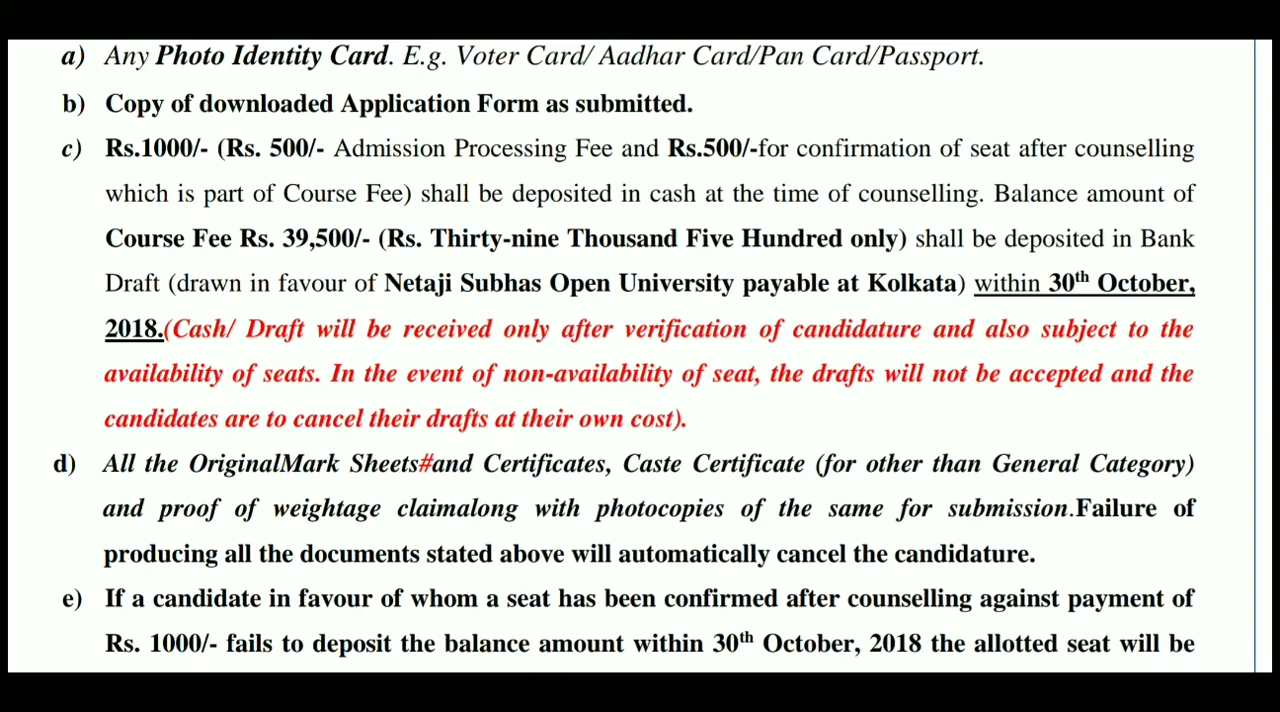 a) Any Photo Identity Card. E.g. Voter Card/ Aadhar Card/Pan Card/Passport.
b) Copy of downloaded Application Form as submitted.
c) Rs.1000/- (Rs. 500/- Admission Processing Fee and Rs.500/-for confirmation of seat after counselling
which is part of Course Fee) shall be deposited in cash at the time of counselling. Balance amount of
Course Fee Rs. 39,500/- (Rs. Thirty-nine Thousand Five Hundred only) shall be deposited in Bank
Draft (drawn in favour of Netaji Subhas Open University payable at Kolkata) within 30th October,
2018.(Cash/ Draft will be received only after verification of candidature and also subject to the
availability of seats. In the event of non-availability of seat, the drafts will not be accepted and the
candidates are to cancel their drafts at their own cost).
d) All the OriginalMark Sheets#and Certificates, Caste Certificate (for other than General Category)
and proof of weightage claimalong with photocopies of the same for submission.Failure of
producing all the documents stated above will automatically cancel the candidature.
e) If a candidate in favour of whom a seat has been confirmed after counselling against payment of
Rs. 1000/- fails to deposit the balance amount within 30th October, 2018 the allotted seat will be